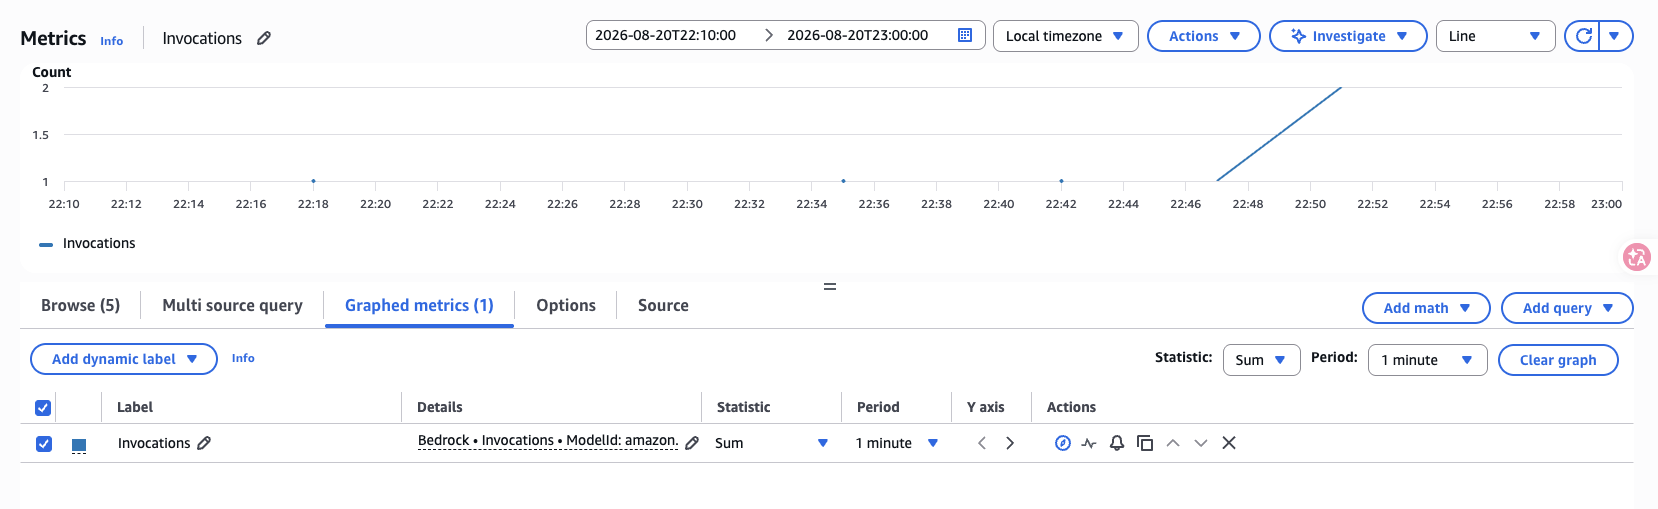 Metrics Info Invocations 2026-08-20T22:10:00 2026-08-20T23:00:00 Local timezone Actions Investigate Line
Count
2
1.5
1
22:10 22:12 22:14 22:16 22:18 22:20 22:22 22:24 22:26 22:28 22:30 22:32 22:34 22:36 22:38 22:40 22:42 22:44 22:46 22:48 22:50 22:52 22:54 22:56 22:58 23:00
Invocations
Browse (5) Multi source query Graphed metrics (1) Options Source Add math Add query
Add dynamic label Info Statistic: Sum Period: 1 minute Clear graph
Label Details Statistic Period Y axis Actions
Invocations Bedrock • Invocations • ModelId: amazon. Sum 1 minute